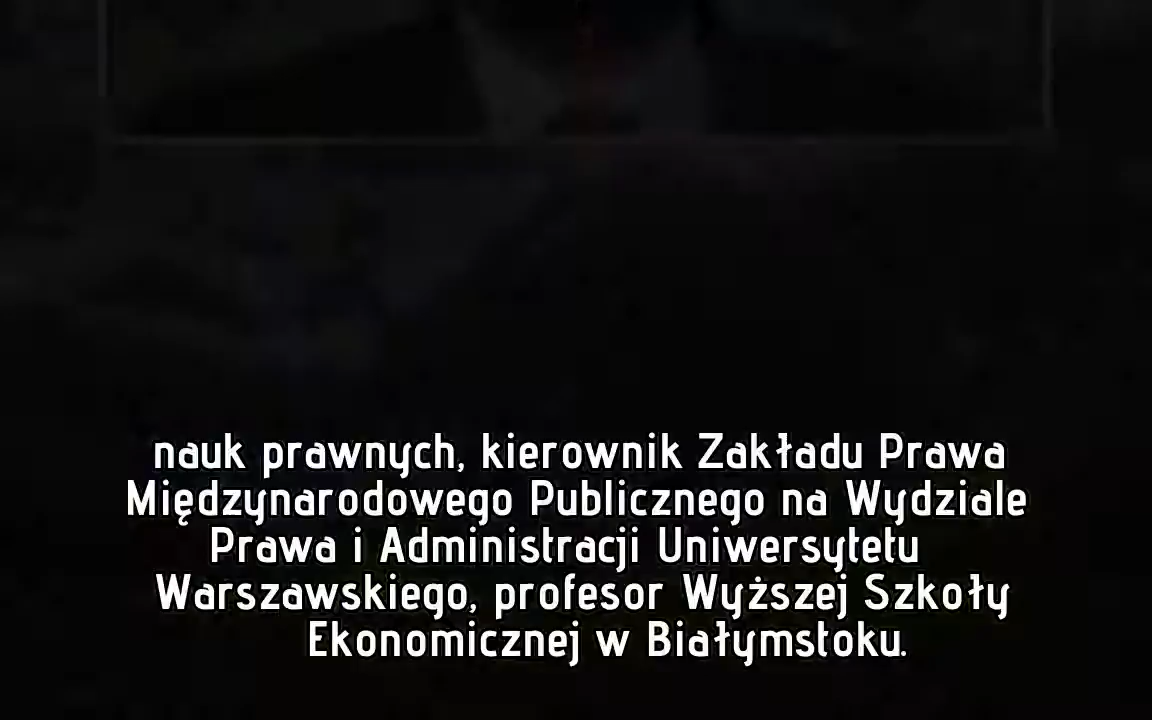 nauk prawnych, kierownik Zakładu Prawa
Międzynarodowego Publicznego na Wydziale
Prawa i Administracji Uniwersytetu
Warszawskiego, profesor Wyższej Szkoły
Ekonomicznej w Białymstoku.